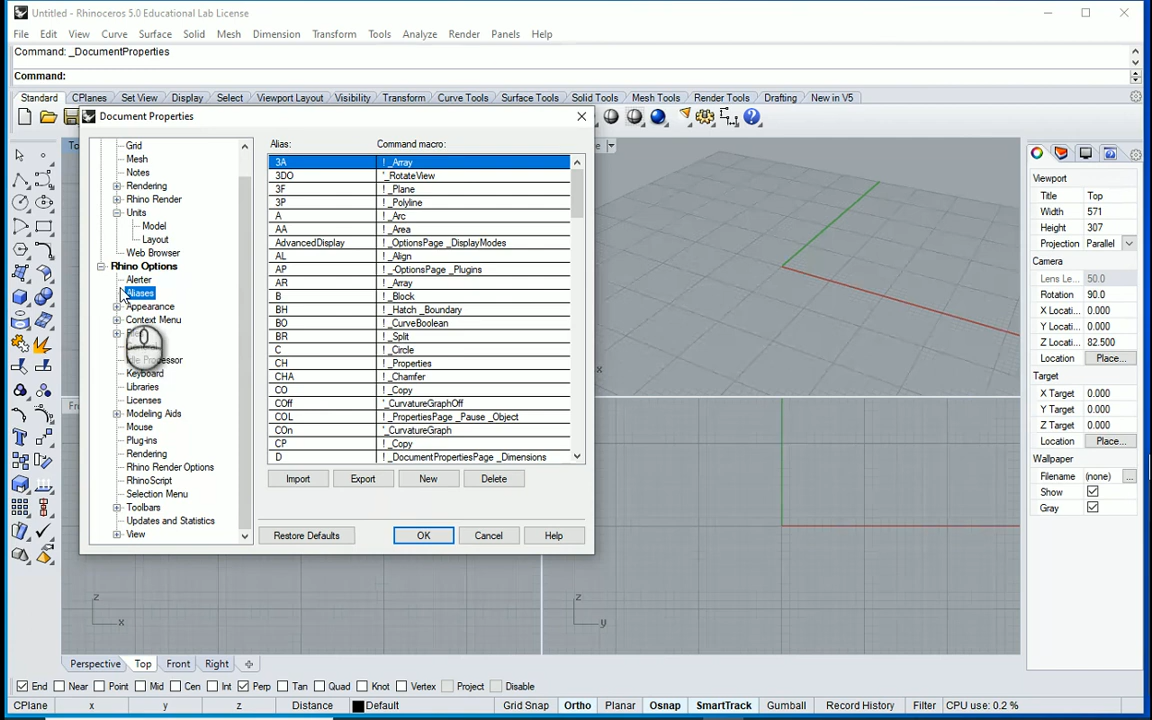 Untitled - Rhinoceros 5.0 Educational Lab License
File Edit View Curve Surface Solid Mesh Dimension Transform Tools Analyze Render Panels Help
Command: _DocumentProperties
Command:
Standard CPlanes Set View Display Select Viewport Layout Visibility Transform Curve Tools Surface Tools Solid Tools Mesh Tools Render Tools Drafting New in V5
Document Properties
Grid
Mesh
Notes
Rendering
Rhino Render
Units
Model
Layout
Web Browser
Rhino Options
Alerter
Aliases
Appearance
Context Menu
Keyboard
Libraries
Licenses
Modeling Aids
Mouse
Plug-ins
Rendering
Rhino Render Options
RhinoScript
Selection Menu
Toolbars
Updates and Statistics
View
Alias: Command macro:
3A ! _Array
3DO '_RotateView
3F ! _Plane
3P ! _Polyline
A ! _Arc
AA ! _Area
AdvancedDisplay ! _OptionsPage _DisplayModes
AL ! _Align
AP ! _-OptionsPage _Plugins
AR ! _Array
B ! _Block
BH ! _Hatch _Boundary
BO ! _CurveBoolean
BR ! _Split
C ! _Circle
CH ! _Properties
CHA ! _Chamfer
CO ! _Copy
COff '_CurvatureGraphOff
COL ! _PropertiesPage _Pause _Object
COn '_CurvatureGraph
CP ! _Copy
D ! _DocumentPropertiesPage _Dimensions
Import Export New Delete
Restore Defaults OK Cancel Help
Viewport
Title Top
Width 571
Height 307
Projection Parallel
Camera
Lens Le... 50.0
Rotation 90.0
X Locati... 0.000
Y Locati... 0.000
Z Locati... 82.500
Location Place...
Target
X Target 0.000
Y Target 0.000
Z Target 0.000
Location Place...
Wallpaper
Filename (none) ...
Show
Gray
x
z
x
z
y
Perspective Top Front Right
End Near Point Mid Cen Int Perp Tan Quad Knot Vertex Project Disable
CPlane x y z Distance Default Grid Snap Ortho Planar Osnap SmartTrack Gumball Record History Filter CPU use: 0.2 %